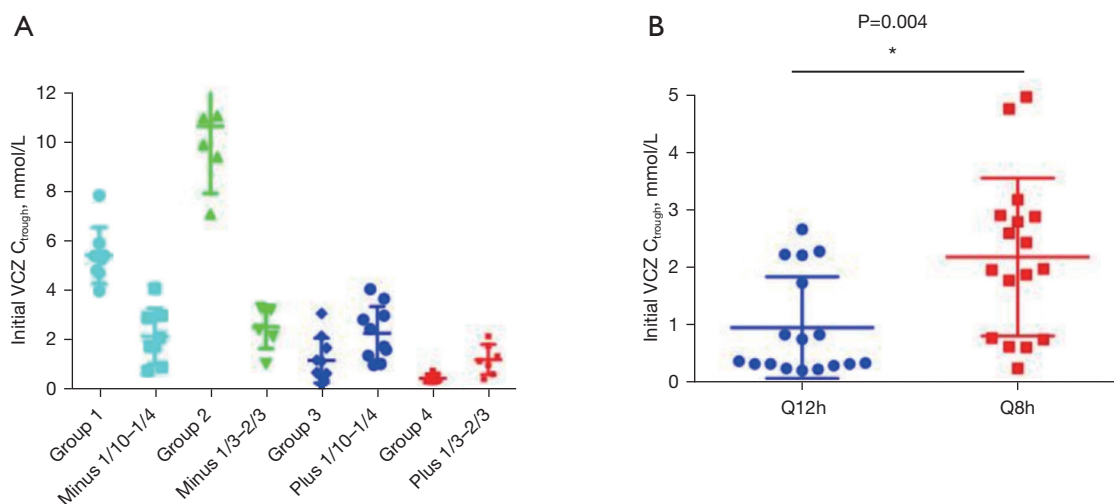 A
Initial VCZ Ctrough, mmol/L
12
10
8
6
4
2
0
Group 1
Minus 1/10–1/4
Group 2
Minus 1/3–2/3
Group 3
Plus 1/10–1/4
Group 4
Plus 1/3–2/3
B
P=0.004
*
Initial VCZ Ctrough, mmol/L
5
4
3
2
1
0
Q12h
Q8h